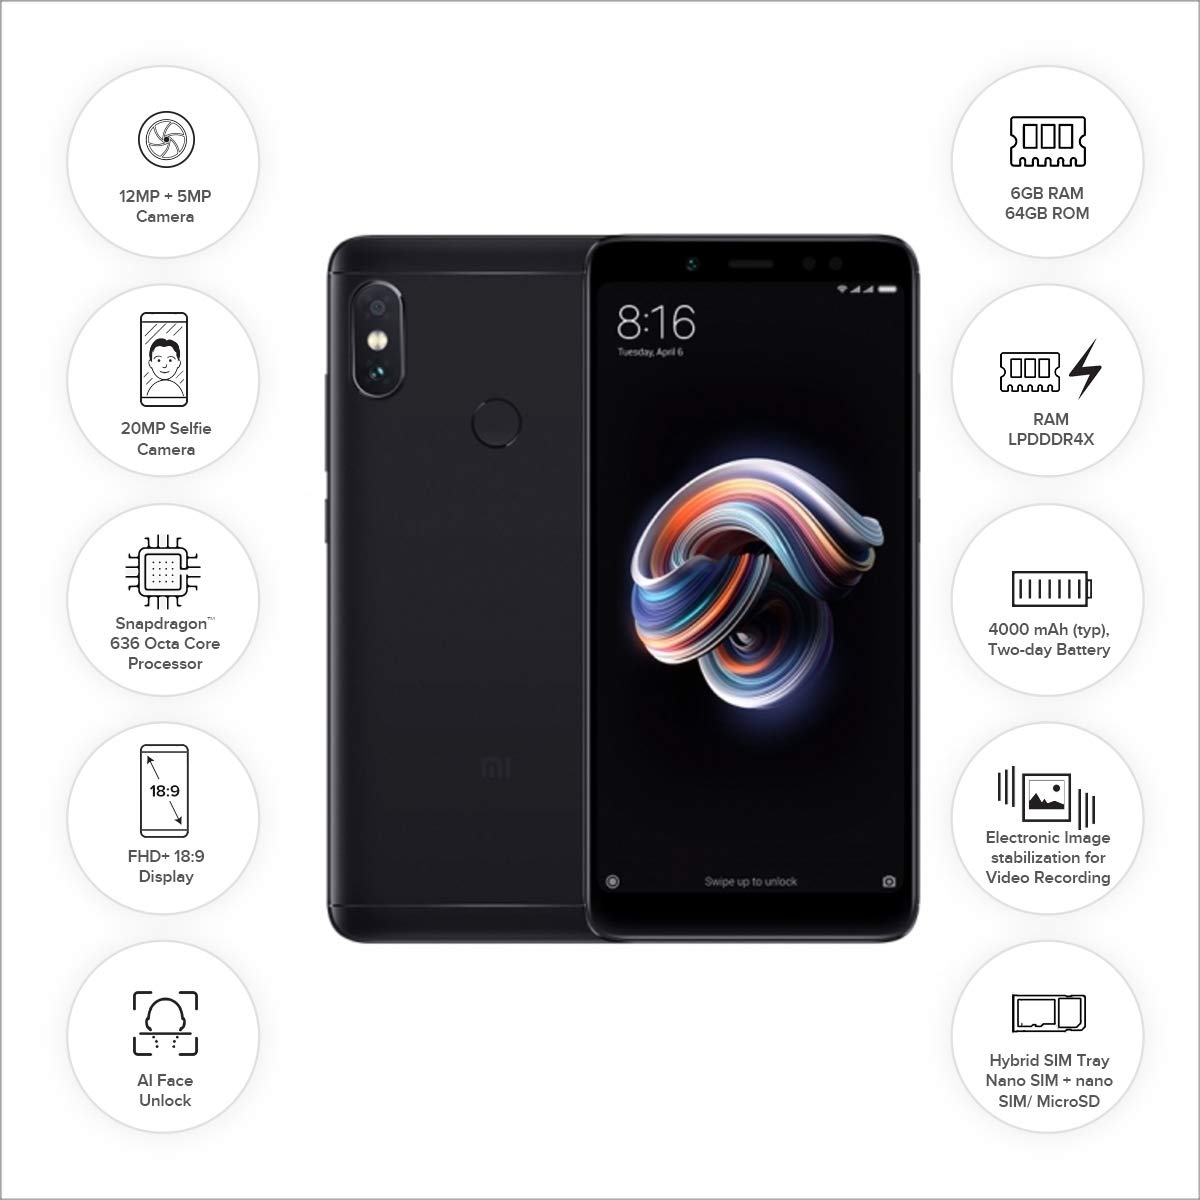 12MP + 5MP
Camera
20MP Selfie
Camera
Snapdragon™
636 Octa Core
Processor
18:9
FHD+ 18:9
Display
AI Face
Unlock
8:16
Tuesday, April 6
mi
Swipe up to unlock
6GB RAM
64GB ROM
RAM
LPDDDR4X
4000 mAh (typ),
Two-day Battery
Electronic Image
stabilization for
Video Recording
Hybrid SIM Tray
Nano SIM + nano
SIM/ MicroSD